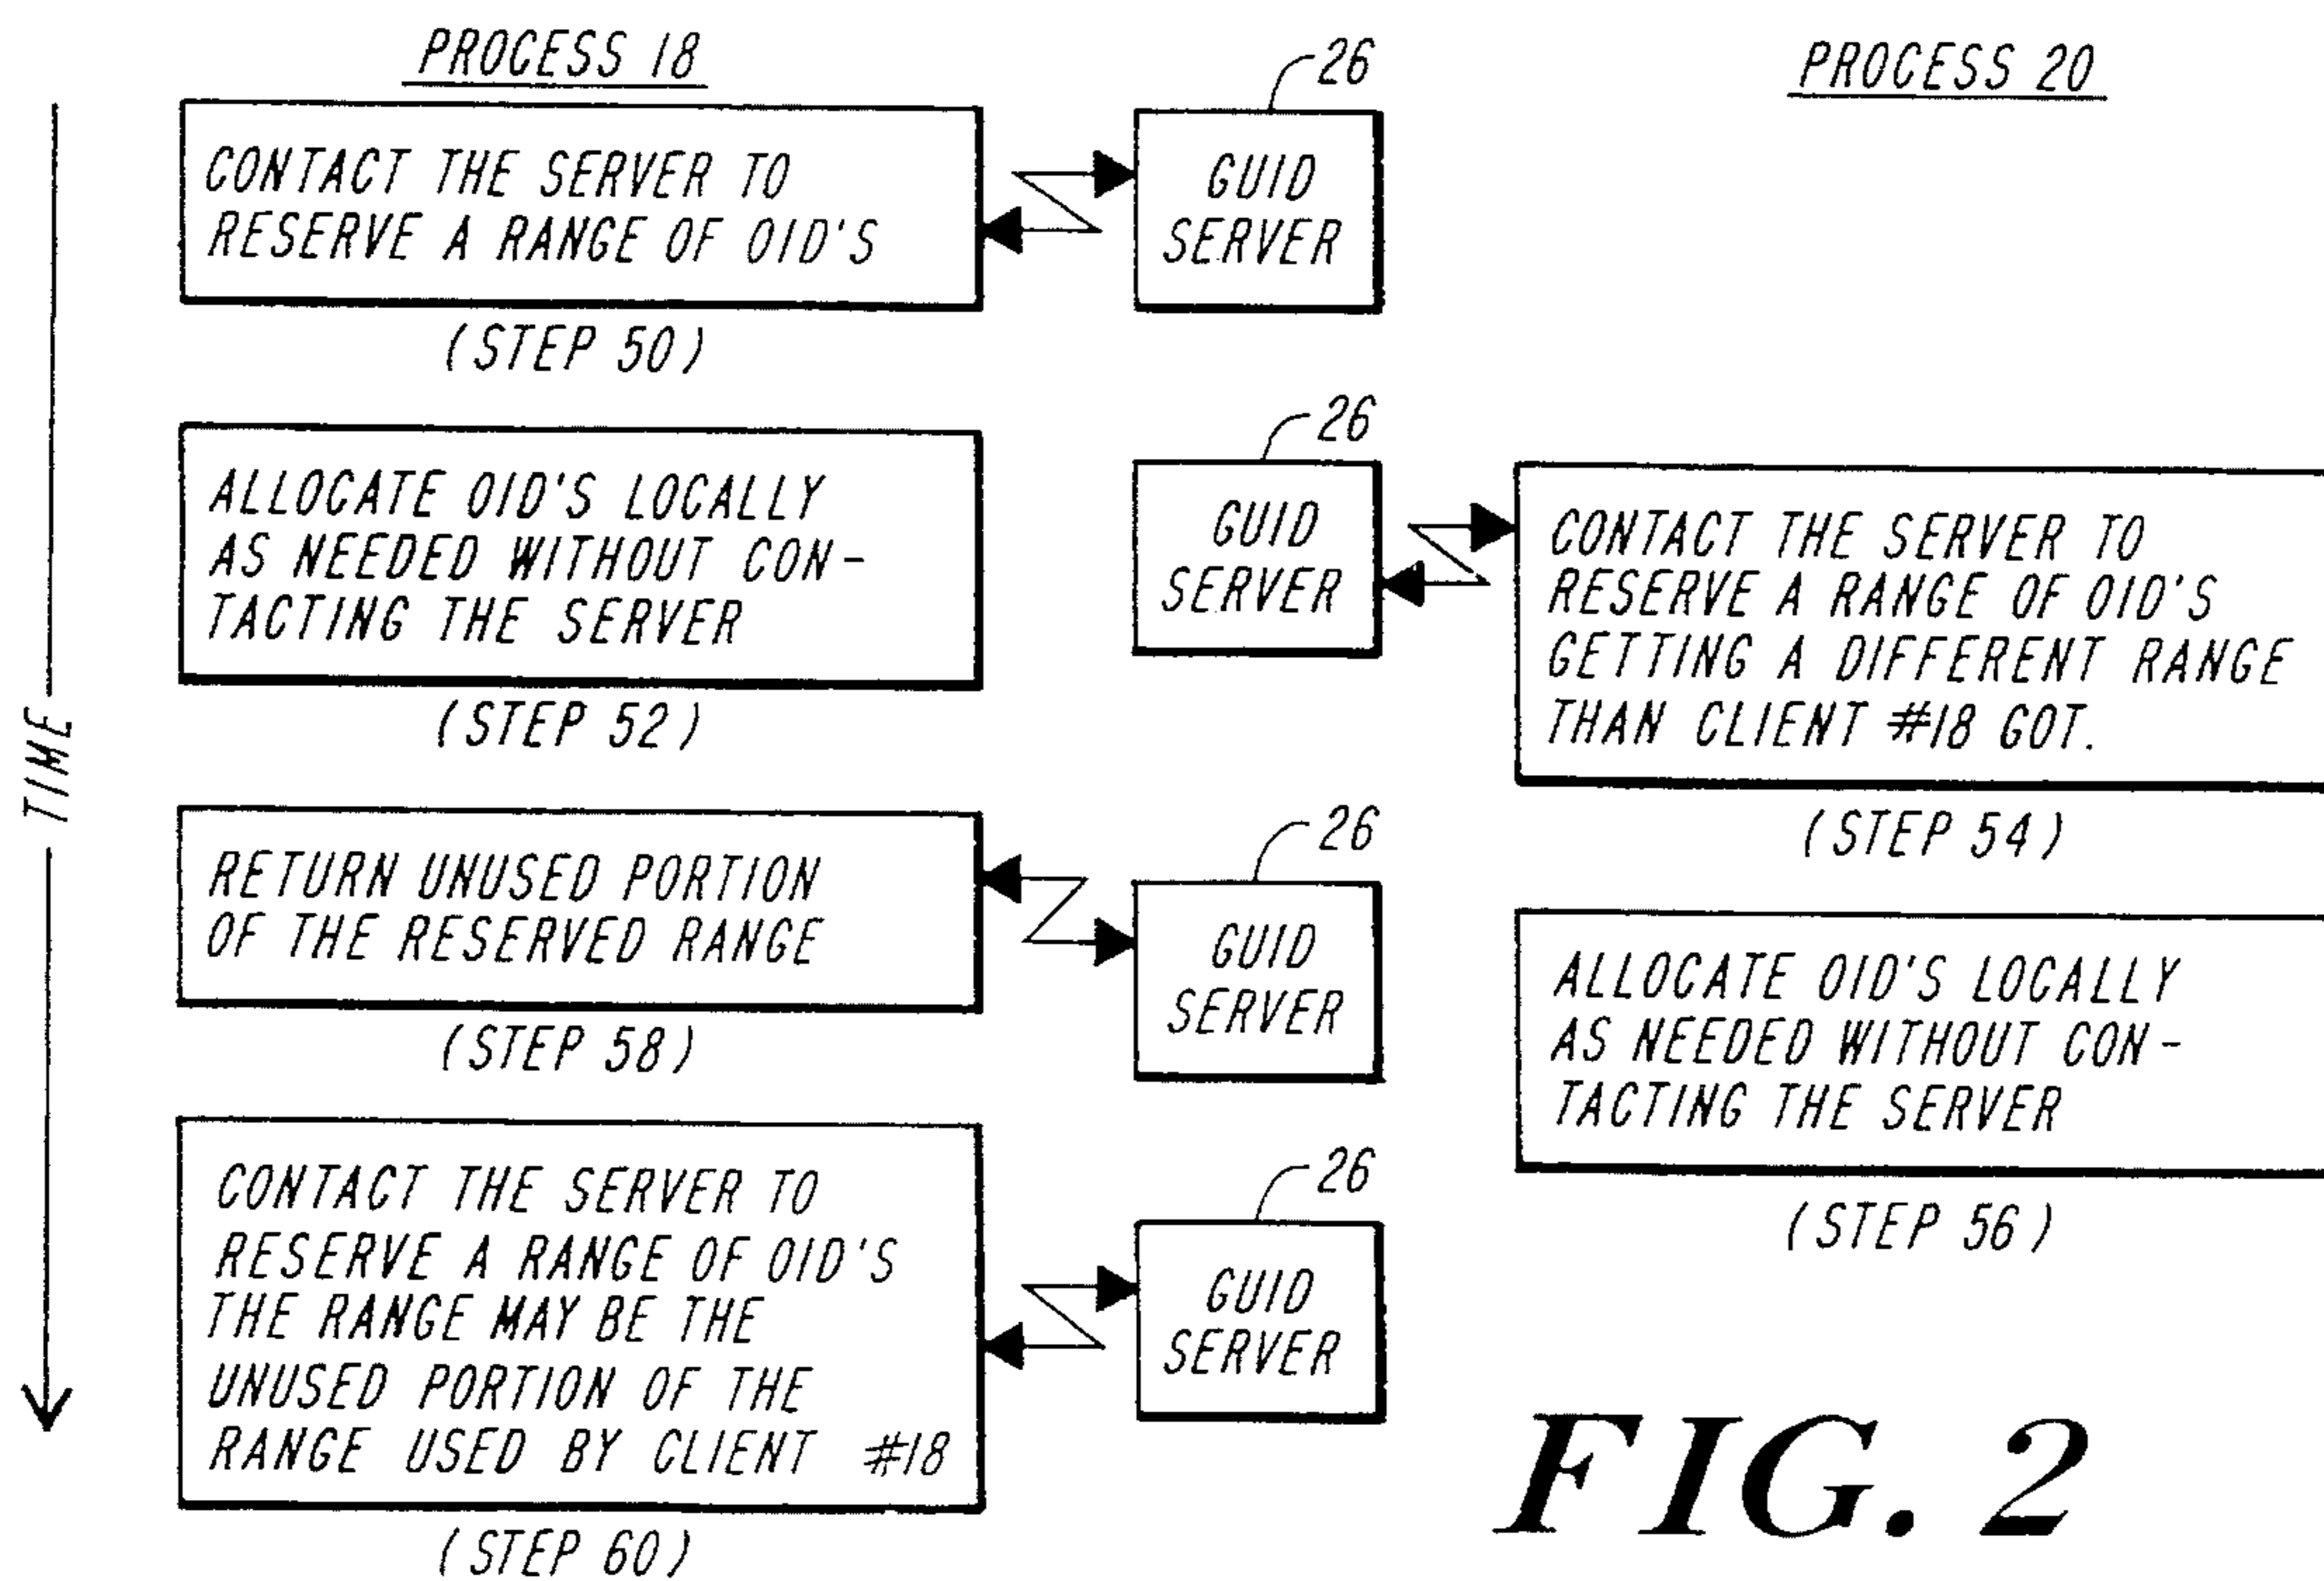 PROCESS 18
26
PROCESS 20
CONTACT THE SERVER TO
RESERVE A RANGE OF OID'S
GUID
SERVER
(STEP 50)
26
ALLOCATE OID'S LOCALLY
AS NEEDED WITHOUT CON-
TACTING THE SERVER
(STEP 52)
GUID
SERVER
CONTACT THE SERVER TO
RESERVE A RANGE OF OID'S
GETTING A DIFFERENT RANGE
THAN CLIENT #18 GOT.
(STEP 54)
TIME
26
RETURN UNUSED PORTION
OF THE RESERVED RANGE
(STEP 58)
GUID
SERVER
ALLOCATE OID'S LOCALLY
AS NEEDED WITHOUT CON-
TACTING THE SERVER
(STEP 56)
26
CONTACT THE SERVER TO
RESERVE A RANGE OF OID'S
THE RANGE MAY BE THE
UNUSED PORTION OF THE
RANGE USED BY CLIENT #18
(STEP 60)
GUID
SERVER
FIG. 2